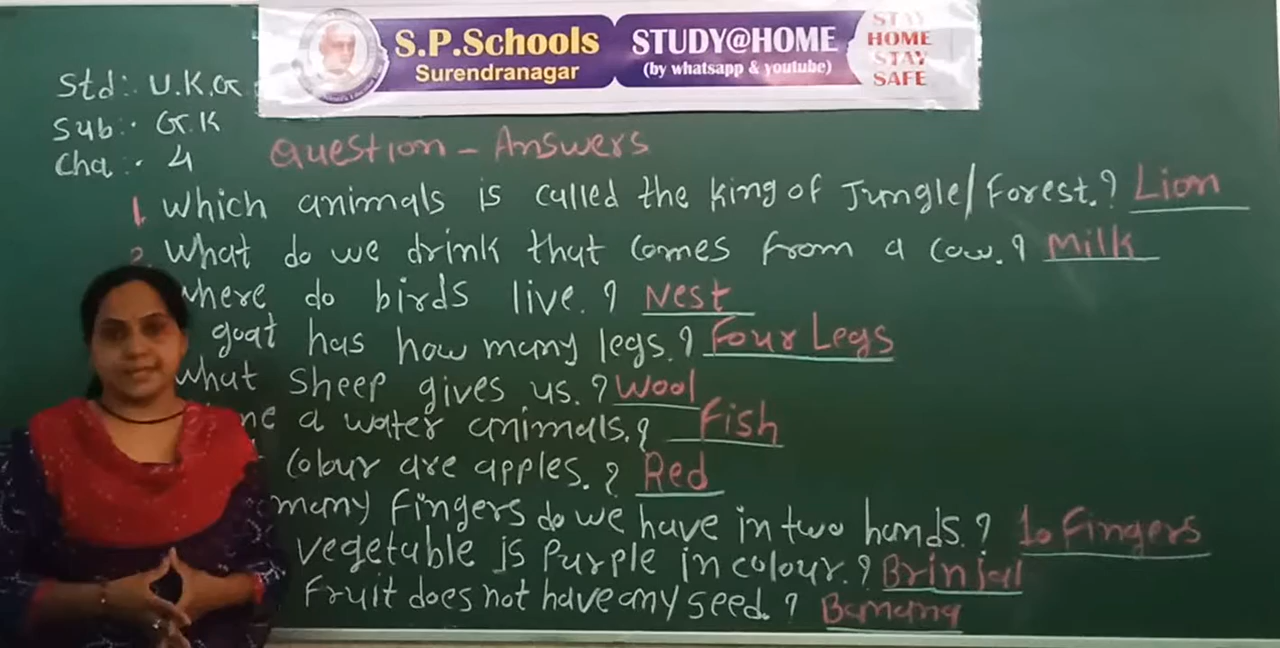 S.P.Schools
Surendranagar
STUDY@HOME
(by whatsapp & youtube)
STAY
HOME
STAY
SAFE
Std:- U.K.G
Sub:- G.K
Cha:- 4
Question - Answers
1. Which animals is called the king of Jungle/Forest.? Lion
2. What do we drink that comes from a cow.? Milk
where do birds live.? Nest
goat has how many legs.? Four Legs
what sheep gives us.? Wool
me a water animals.? Fish
Colour are apples.? Red
many Fingers do we have in two hands.? 10 Fingers
vegetable is Purple in colour.? Brinjal
Fruit does not have any seed.? Banana